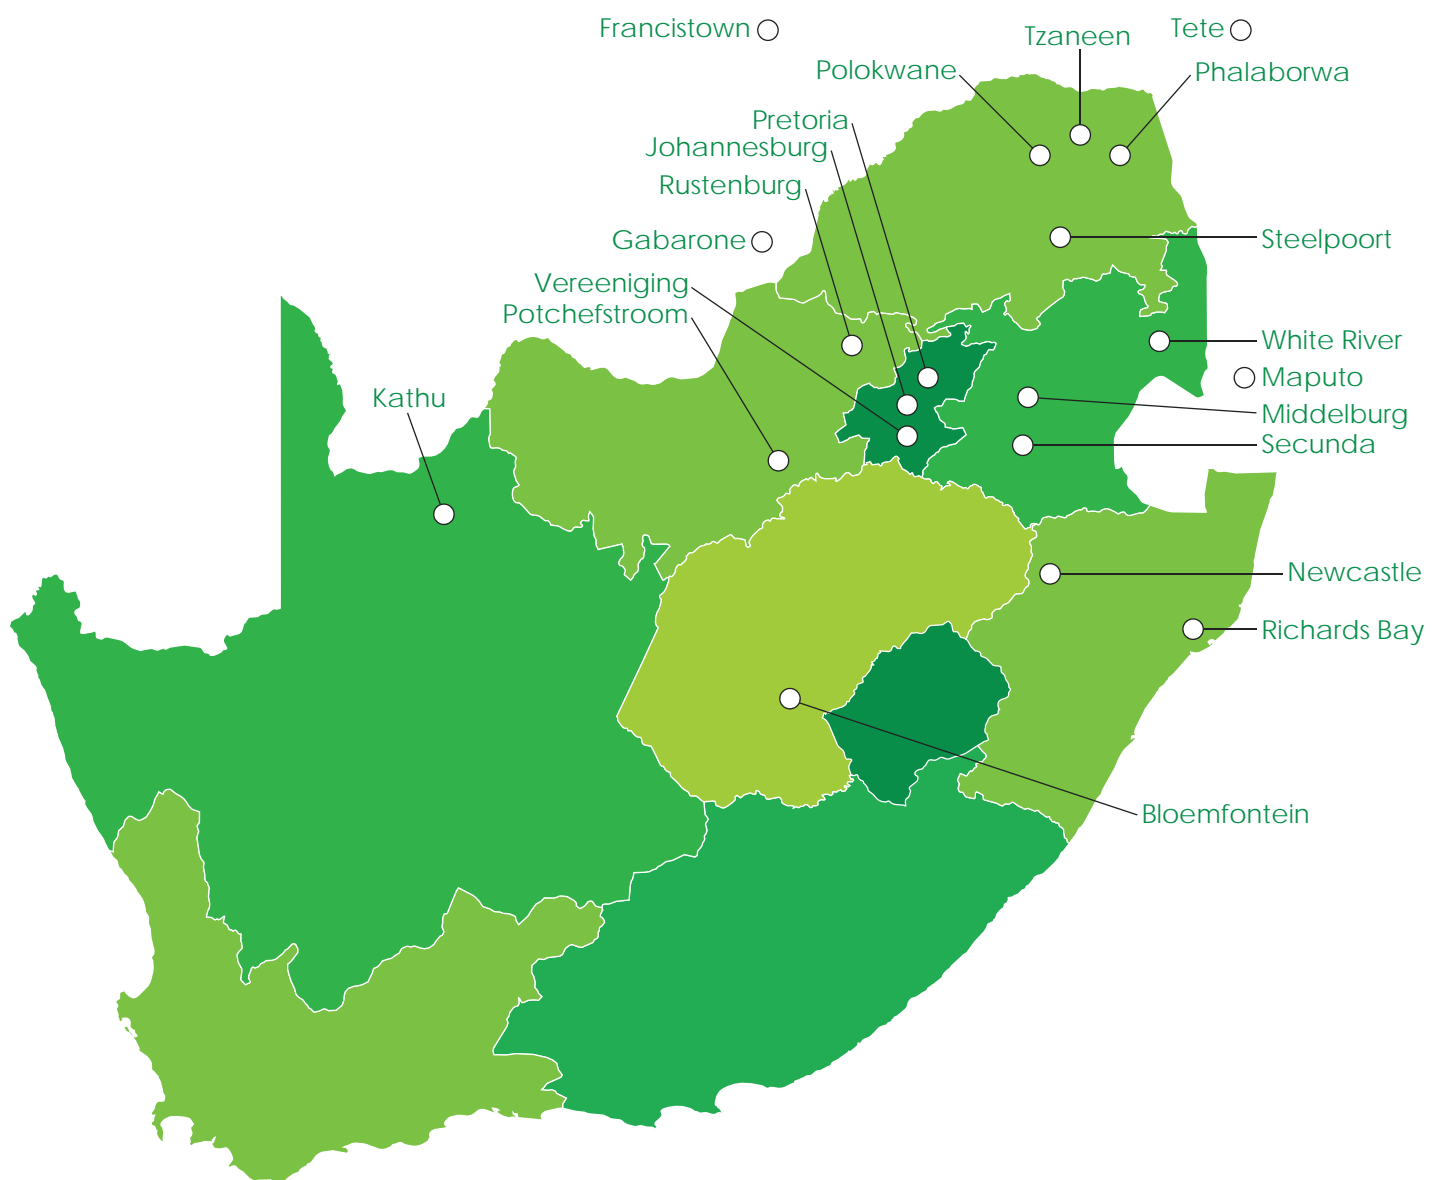 Francistown
Tzaneen
Tete
Polokwane
Phalaborwa
Pretoria
Johannesburg
Rustenburg
Gabarone
Steelpoort
Vereeniging
Potchefstroom
White River
Maputo
Kathu
Middelburg
Secunda
Newcastle
Richards Bay
Bloemfontein